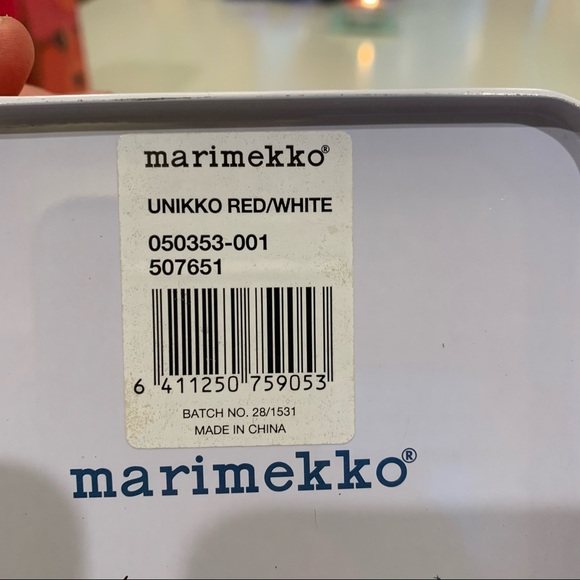 marimekko®
UNIKKO RED/WHITE
050353-001
507651
6 411250 759053
BATCH NO. 28/1531
MADE IN CHINA
marimekko®